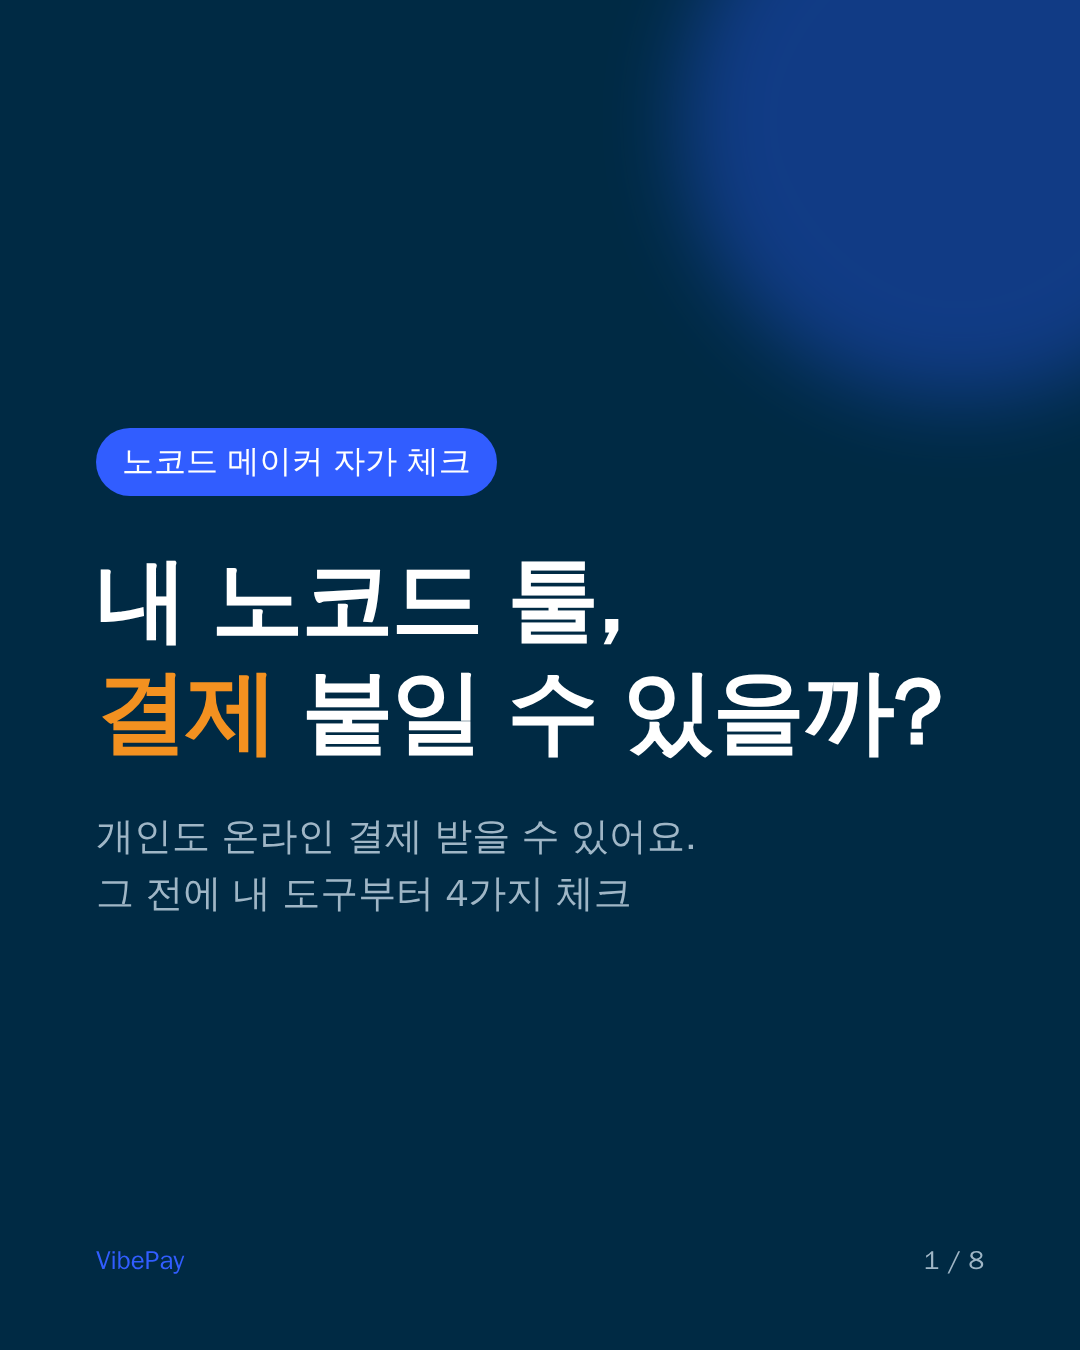 노코드 메이커 자가 체크
내 노코드 툴,
결제 붙일 수 있을까?
개인도 온라인 결제 받을 수 있어요.
그 전에 내 도구부터 4가지 체크
VibePay
1 / 8